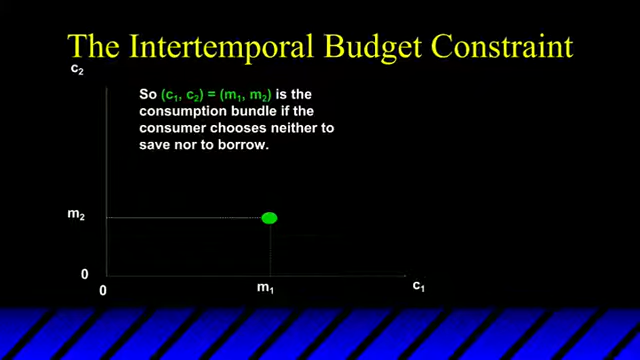 The Intertemporal Budget Constraint
c₂
So (c₁, c₂) = (m₁, m₂) is the
consumption bundle if the
consumer chooses neither to
save nor to borrow.
m₂
0
0
m₁
c₁